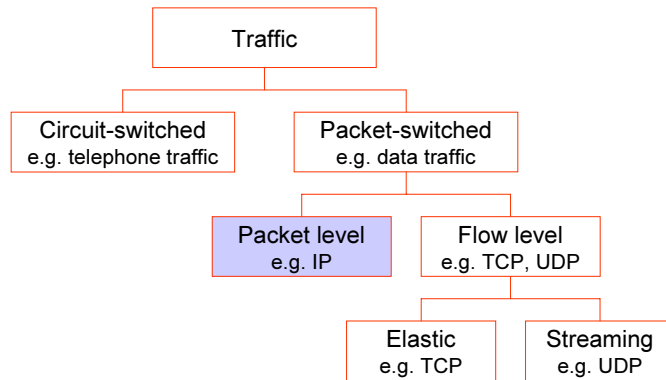 Traffic
Circuit-switched
e.g. telephone traffic
Packet-switched
e.g. data traffic
Packet level
e.g. IP
Flow level
e.g. TCP, UDP
Elastic
e.g. TCP
Streaming
e.g. UDP